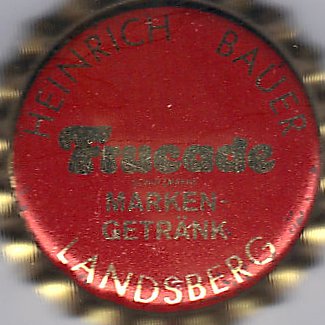 HEINRICH BAUER
Frucade
MARKEN-
GETRÄNK
LANDSBERG